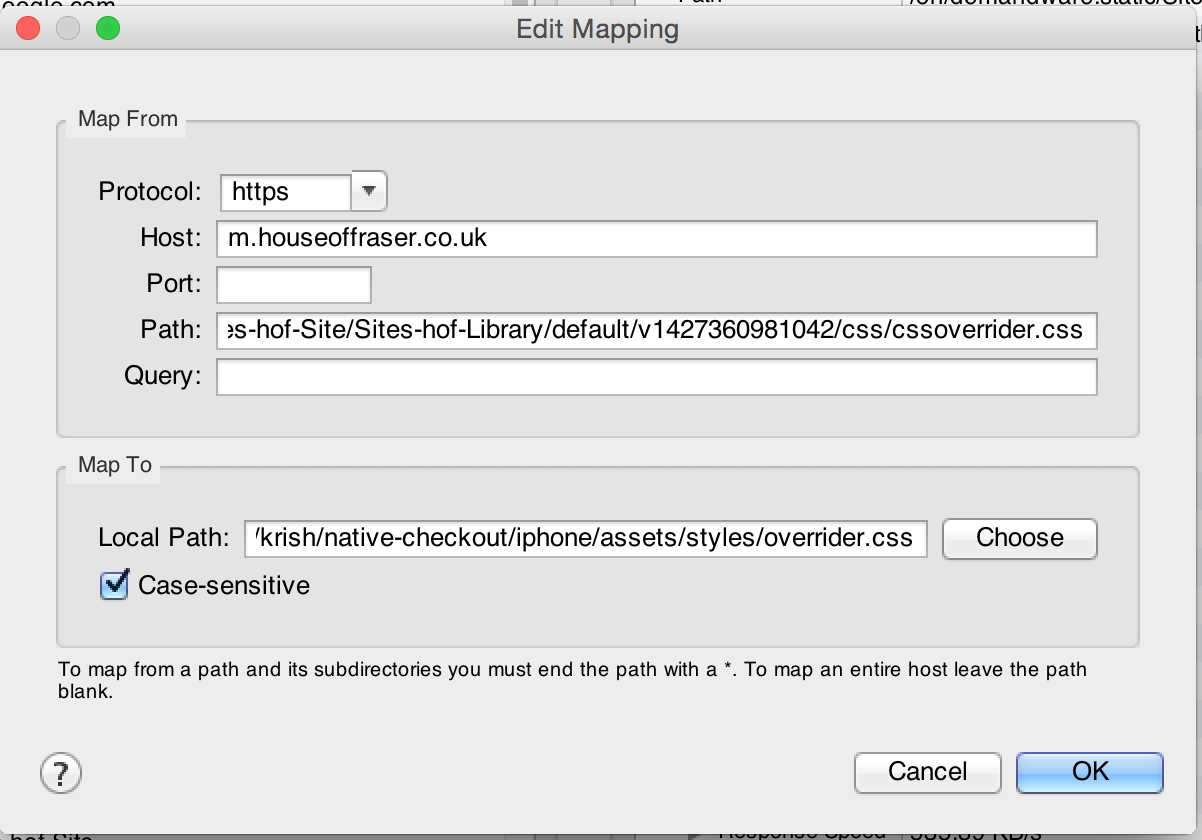 Edit Mapping
Map From
Protocol: https
Host: m.houseoffraser.co.uk
Port:
Path: es-hof-Site/Sites-hof-Library/default/v1427360981042/css/cssoverrider.css
Query:
Map To
Local Path: /krish/native-checkout/iphone/assets/styles/overrider.css Choose
Case-sensitive
To map from a path and its subdirectories you must end the path with a *. To map an entire host leave the path
blank.
? Cancel OK